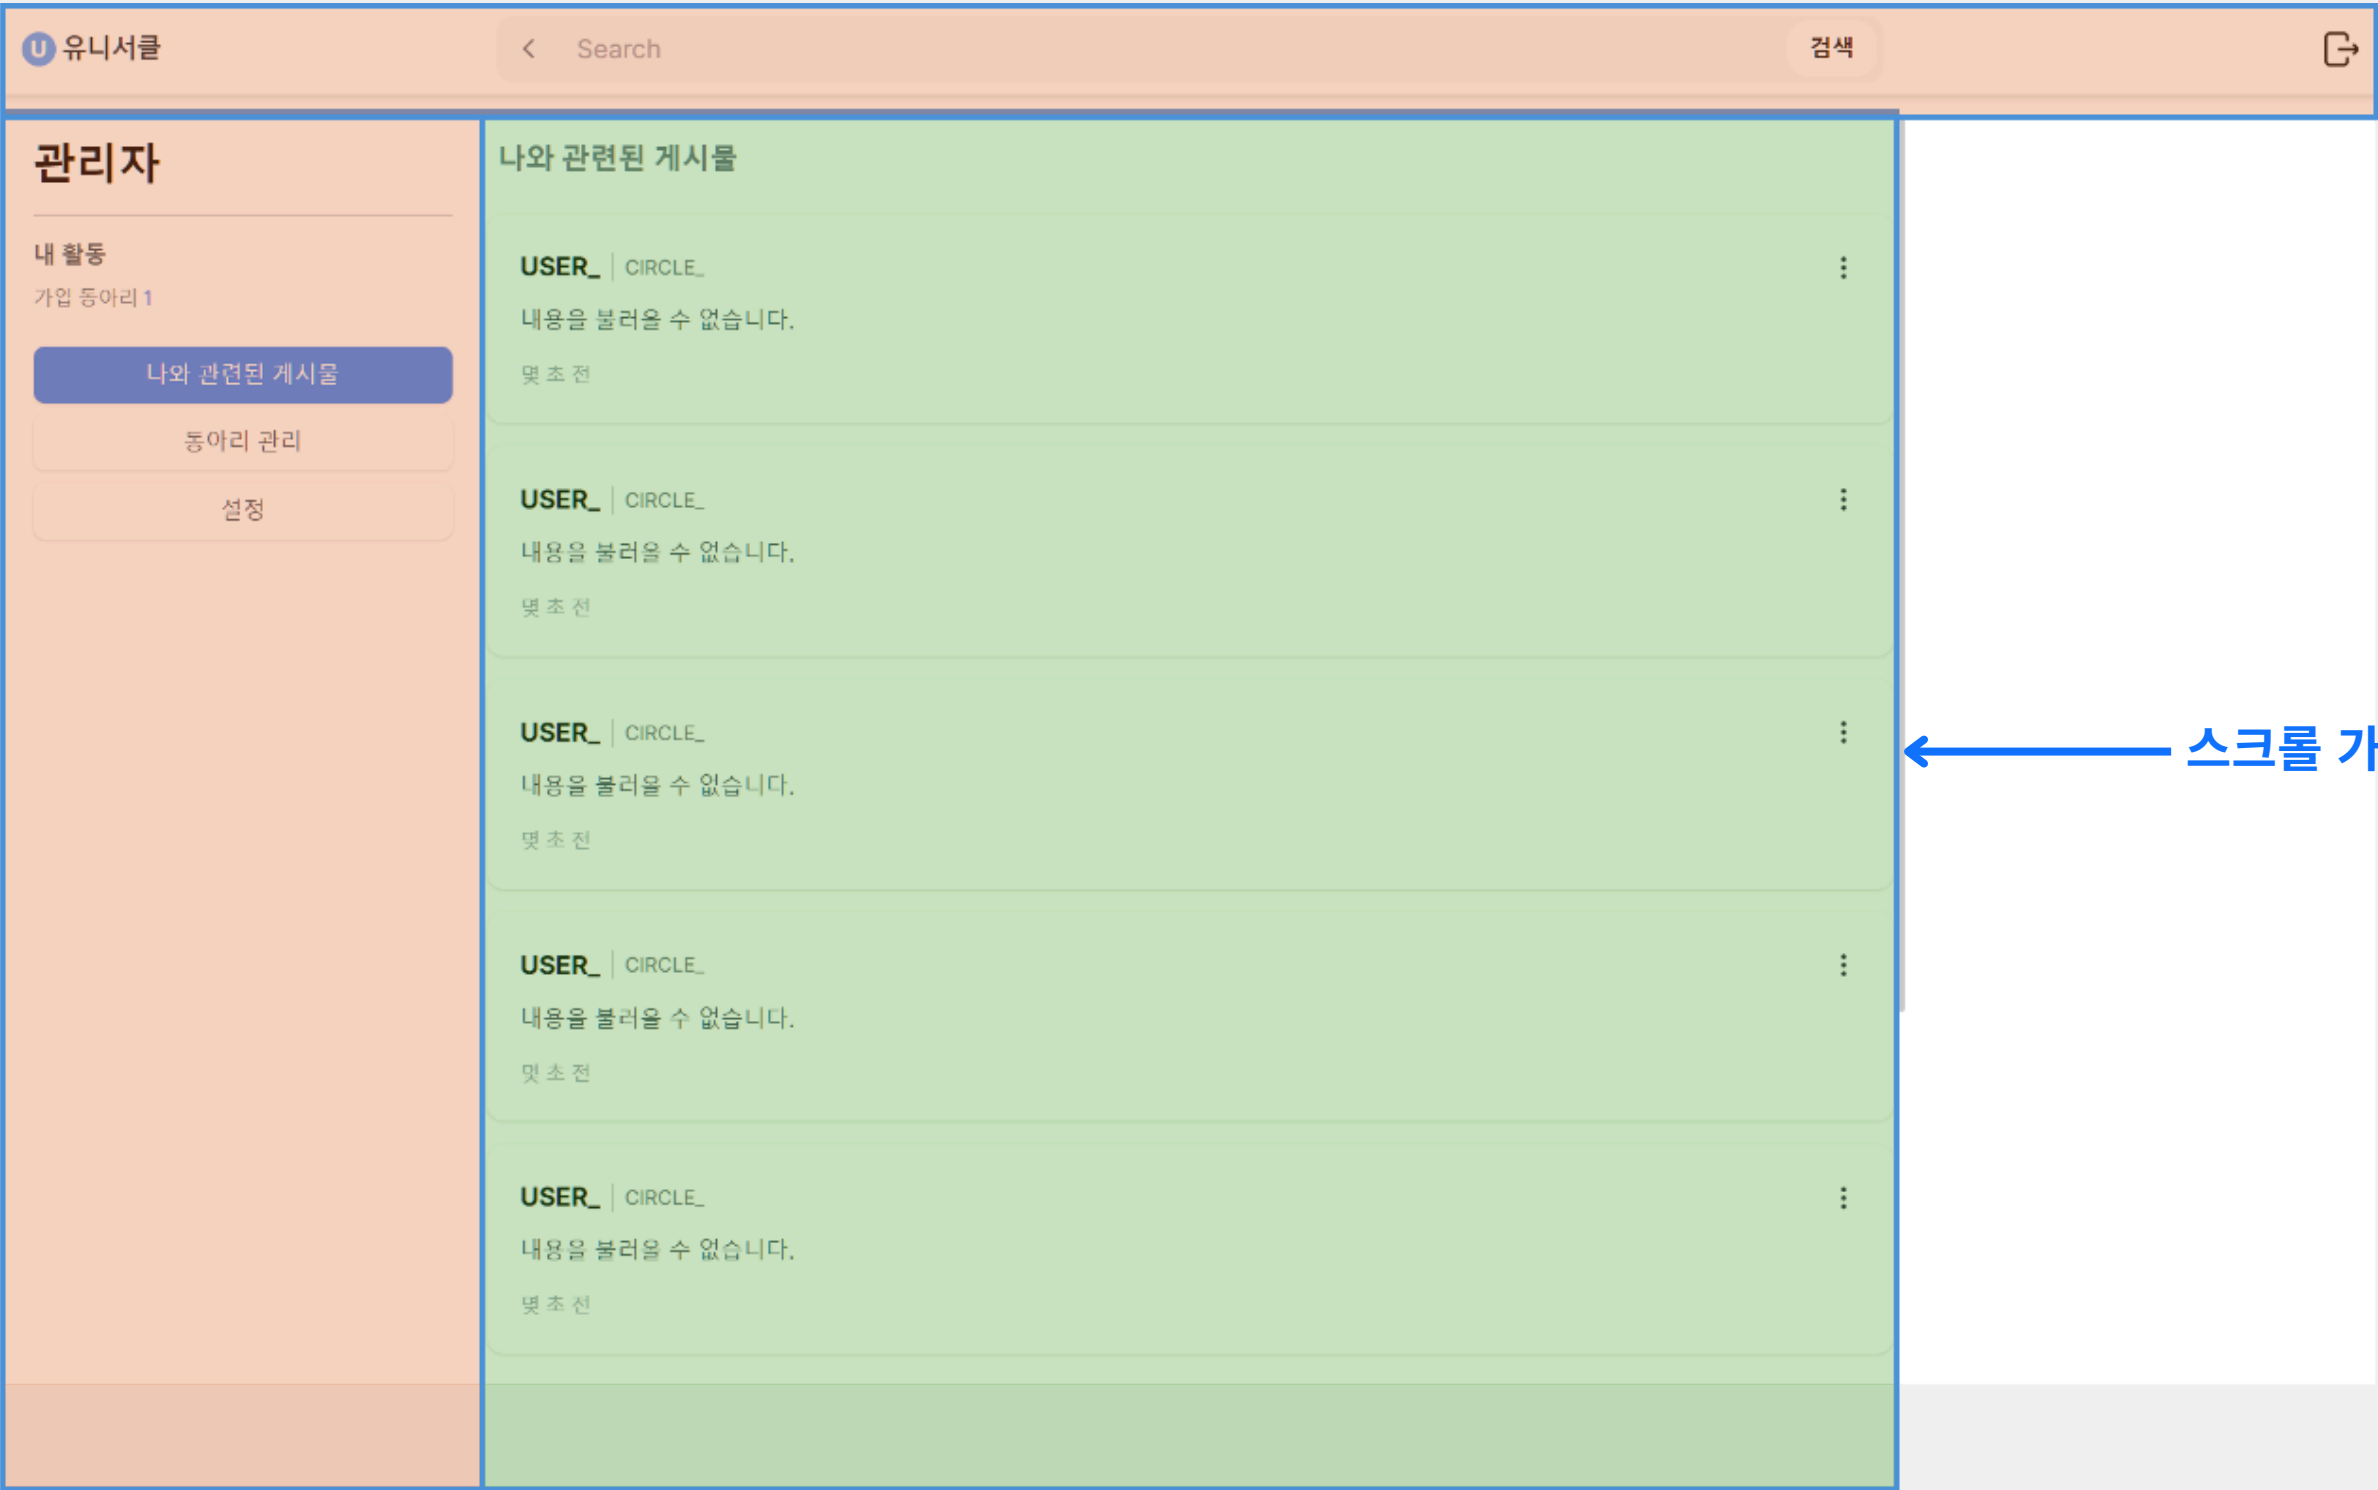 U 유니서클
Search
검색
관리자
내 활동
가입 동아리 1
나와 관련된 게시물
동아리 관리
설정
나와 관련된 게시물
USER_ | CIRCLE_
내용을 불러올 수 없습니다.
몇 초 전
USER_ | CIRCLE_
내용을 불러올 수 없습니다.
몇 초 전
USER_ | CIRCLE_
내용을 불러올 수 없습니다.
몇 초 전
USER_ | CIRCLE_
내용을 불러올 수 없습니다.
몇 초 전
USER_ | CIRCLE_
내용을 불러올 수 없습니다.
몇 초 전
스크롤 가